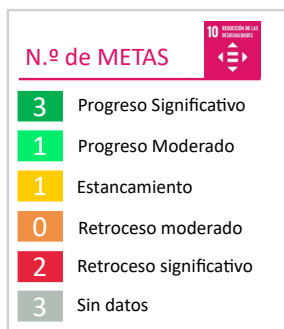 10 REDUCCIÓN DE LAS
DESIGUALDADES
N.º de METAS
3 Progreso Significativo
1 Progreso Moderado
1 Estancamiento
0 Retroceso moderado
2 Retroceso significativo
3 Sin datos